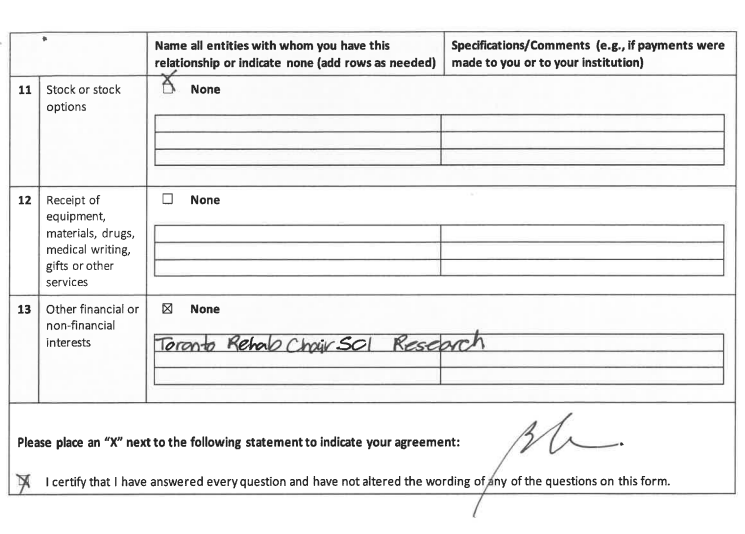 Name all entities with whom you have this
relationship or indicate none (add rows as needed)
Specifications/Comments (e.g., if payments were
made to you or to your institution)
11
Stock or stock
options
☒ None
12
Receipt of
equipment,
materials, drugs,
medical writing,
gifts or other
services
☐ None
13
Other financial or
non-financial
interests
☒ None
Toronto Rehab Chair SCI Research
Please place an “X” next to the following statement to indicate your agreement:
☒ I certify that I have answered every question and have not altered the wording of any of the questions on this form.